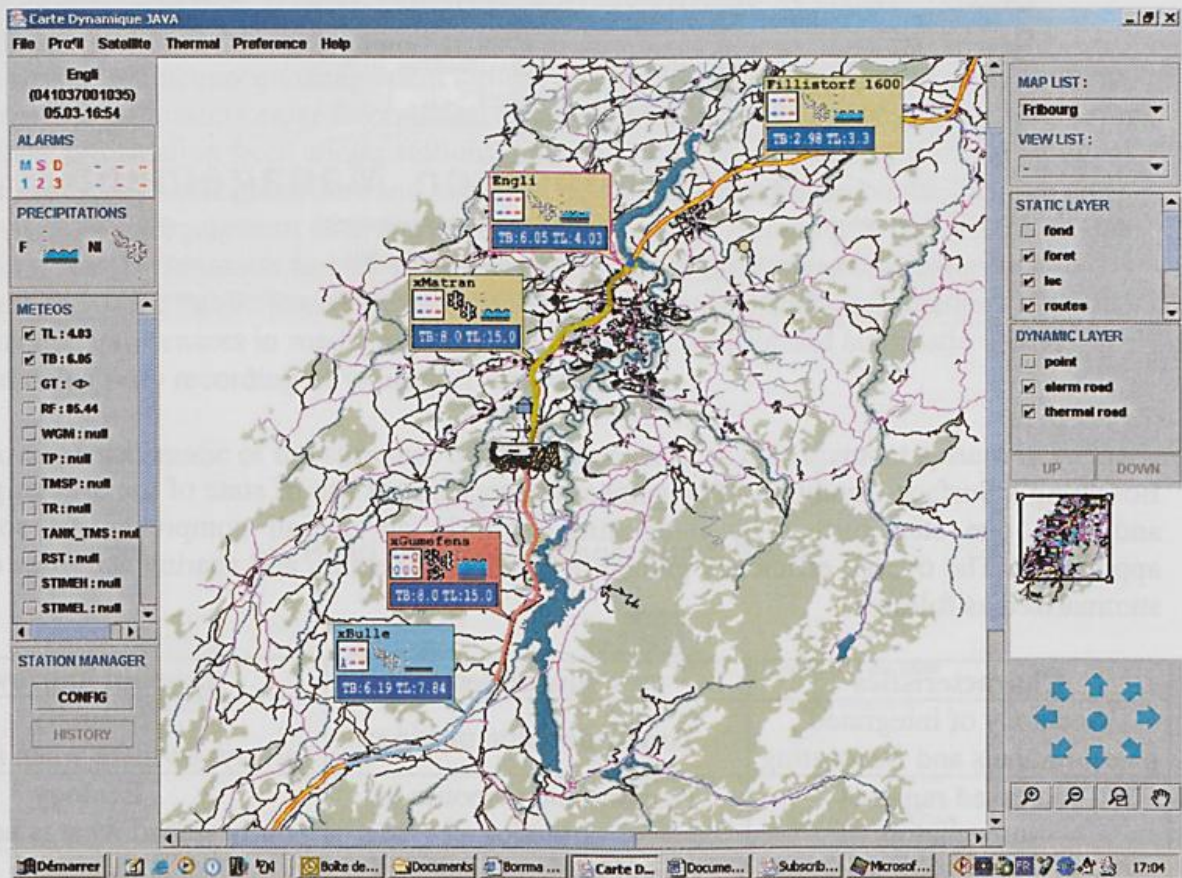 Carte Dynamique JAVA
File Profil Satellite Thermal Preference Help
Engli
(041037001035)
05.03-16:54
ALARMS
M S D - - --
1 2 3 - - --
PRECIPITATIONS
F NI
METEOS
TL : 4.03
TB : 6.05
GT : <>
RF : 85.44
WGM : null
TP : null
TMSP : null
TR : null
TANK_TMS : nul
RST : null
STIMEH : null
STIMEL : null
STATION MANAGER
CONFIG
HISTORY
Fillistorf 1600
TB:2.98 TL:3.3
Engli
TB:6.05 TL:4.03
xMatran
TB:8.0 TL:15.0
xGumefens
TB:8.0 TL:15.0
xBulle
TB:6.19 TL:7.84
MAP LIST :
Fribourg
VIEW LIST :
-
STATIC LAYER
fond
foret
lac
routes
DYNAMIC LAYER
point
alarm road
thermal road
UP DOWN
Démarrer Boîte de... Documents Borrma ... Carte D... Docume... Subscrib... Microsof... FR 17:04